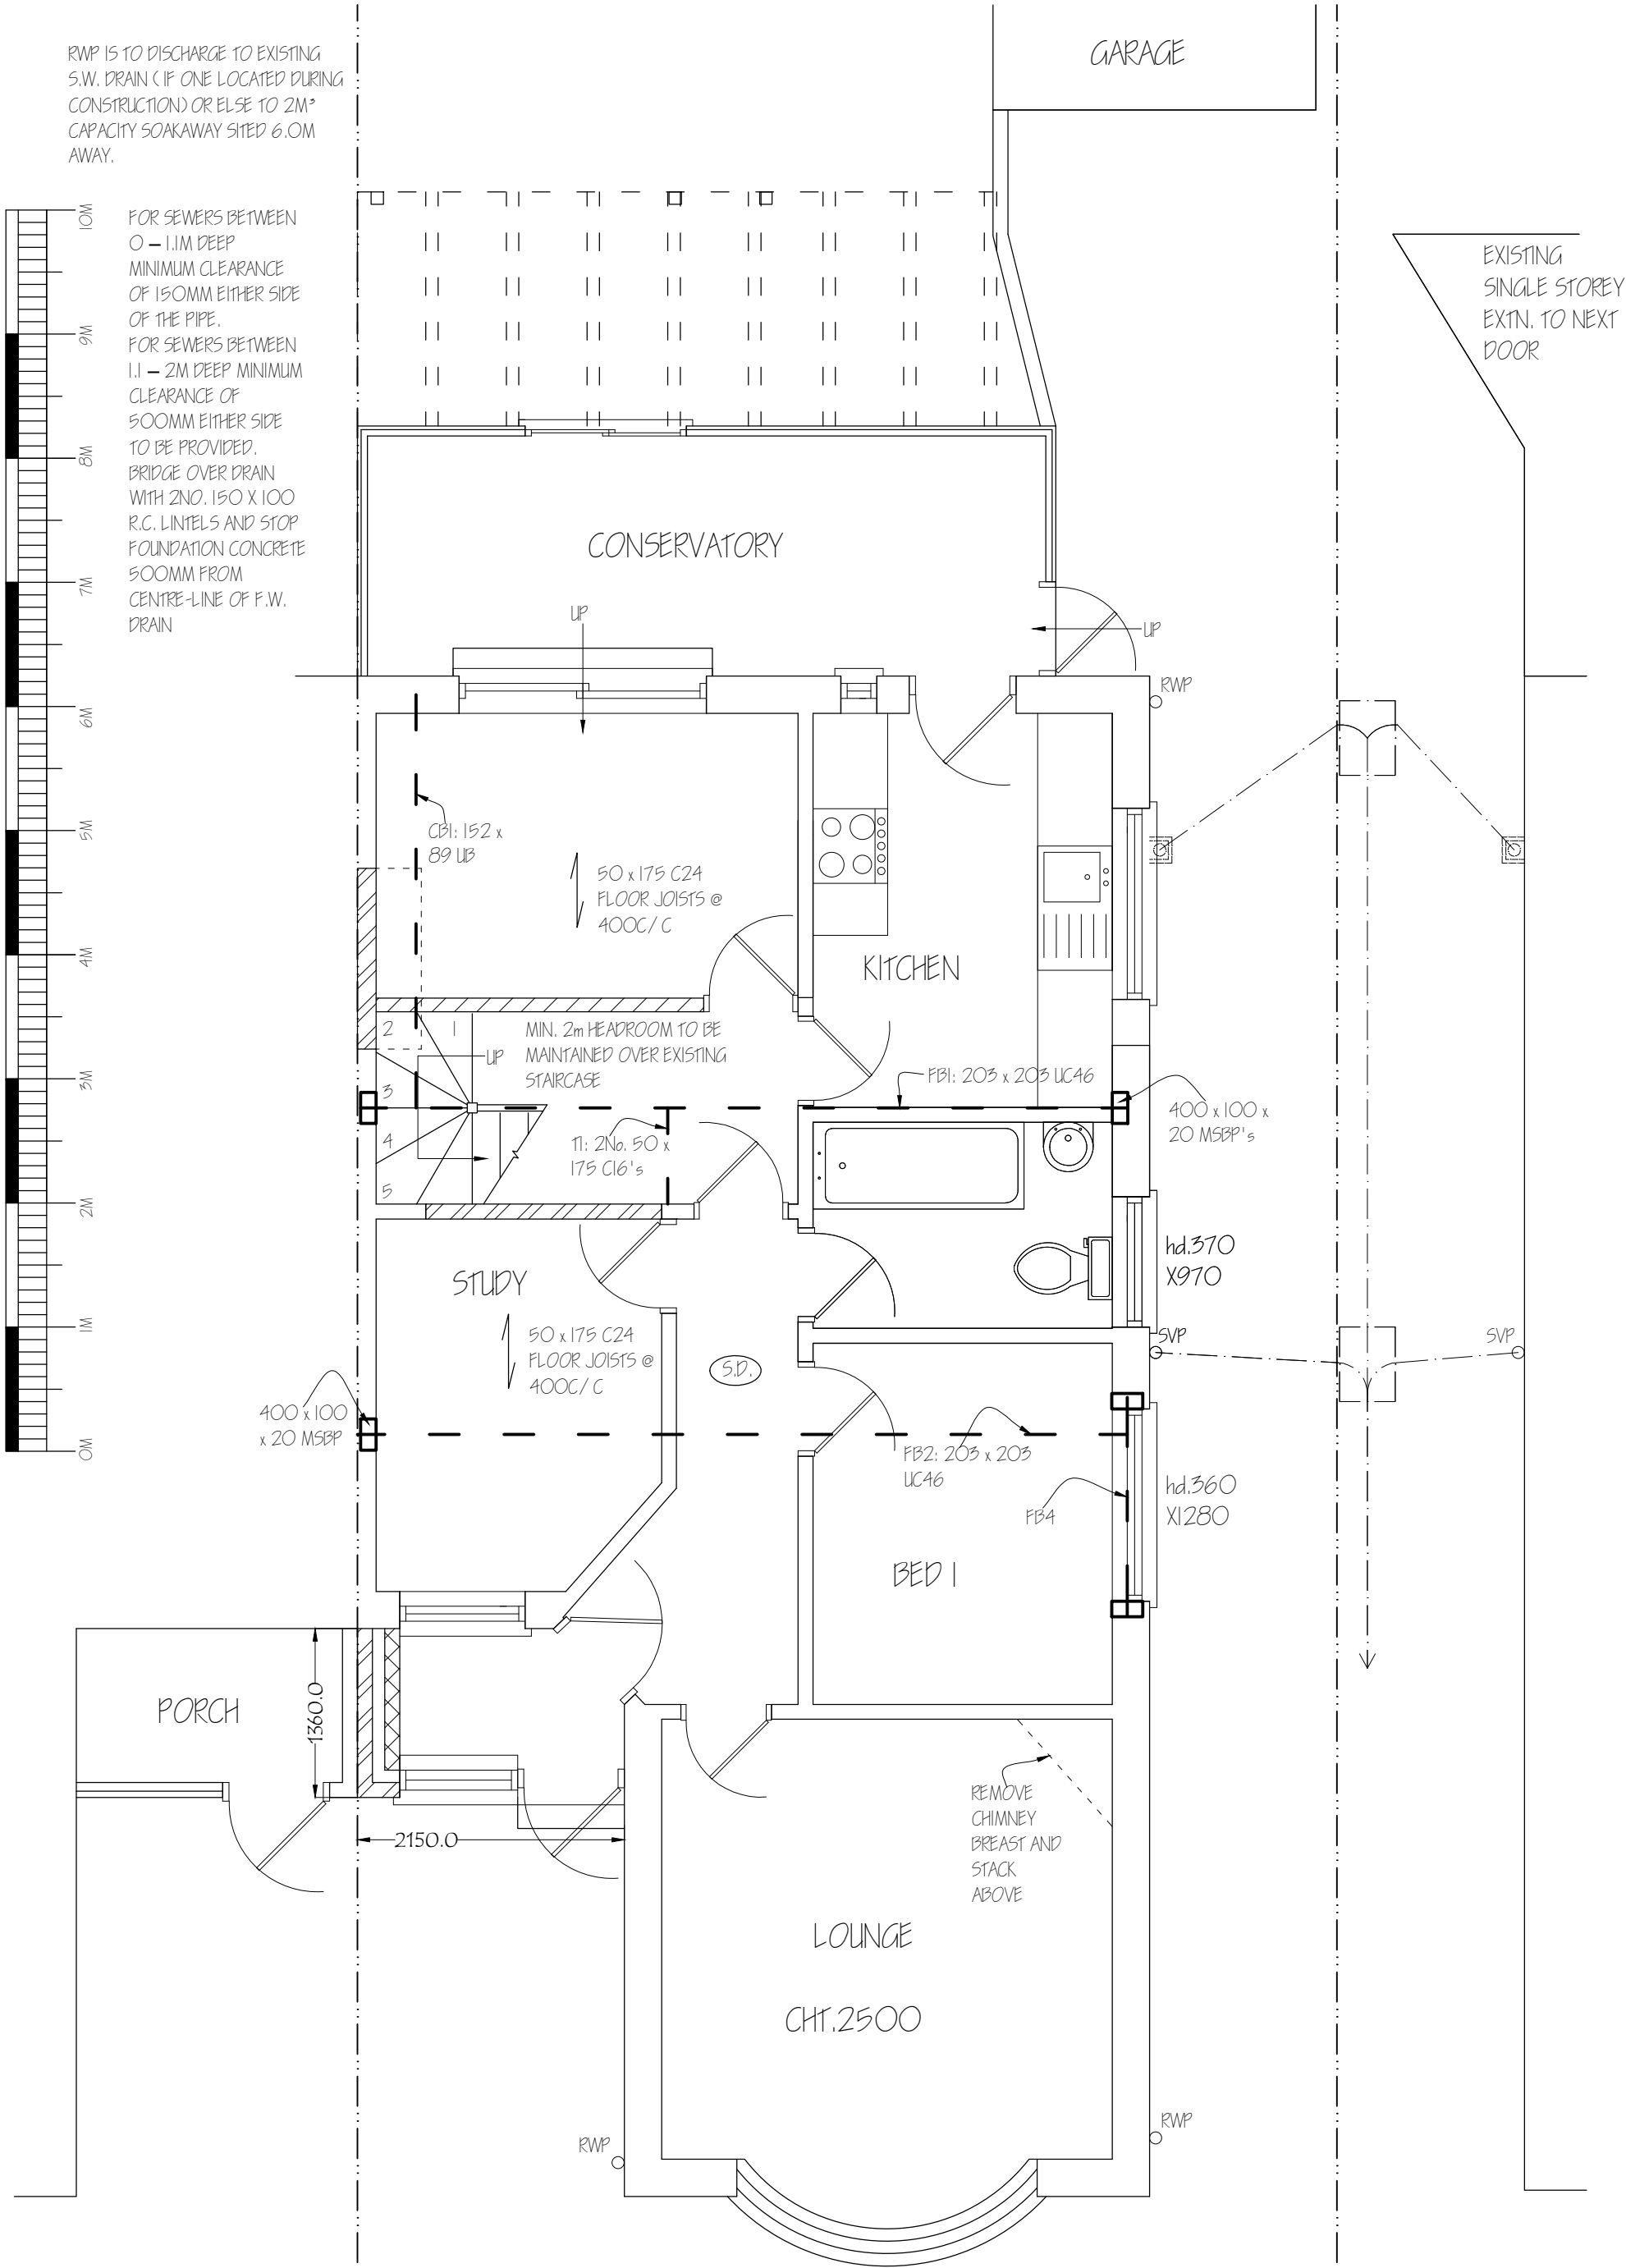 GARAGE
RWP IS TO DISCHARGE TO EXISTING
S.W. DRAIN ( IF ONE LOCATED DURING
CONSTRUCTION) OR ELSE TO 2M³
CAPACITY SOAKAWAY SITED 6.0M
AWAY.
FOR SEWERS BETWEEN
0 – 1.1M DEEP
MINIMUM CLEARANCE
OF 150MM EITHER SIDE
OF THE PIPE.
FOR SEWERS BETWEEN
1.1 – 2M DEEP MINIMUM
CLEARANCE OF
500MM EITHER SIDE
TO BE PROVIDED.
BRIDGE OVER DRAIN
WITH 2NO. 150 X 100
R.C. LINTELS AND STOP
FOUNDATION CONCRETE
500MM FROM
CENTRE-LINE OF F.W.
DRAIN
10M
9M
8M
7M
6M
5M
4M
3M
2M
1M
0M
EXISTING
SINGLE STOREY
EXTN. TO NEXT
DOOR
CONSERVATORY
UP
UP
RWP
CB1: 152 x
89 UB
50 x 175 C24
FLOOR JOISTS @
400C/ C
KITCHEN
2
1
3
4
5
UP
MIN. 2m HEADROOM TO BE
MAINTAINED OVER EXISTING
STAIRCASE
FB1: 203 x 203 UC46
400 x 100 x
20 MSBP's
T1: 2No. 50 x
175 C16's
hd.370
X970
STUDY
50 x 175 C24
FLOOR JOISTS @
400C/ C
S.D.
SVP
SVP
400 x 100
x 20 MSBP
FB2: 203 x 203
UC46
FB4
hd.360
X1280
BED 1
PORCH
1360.0
2150.0
REMOVE
CHIMNEY
BREAST AND
STACK
ABOVE
LOUNGE
CHT.2500
RWP
RWP